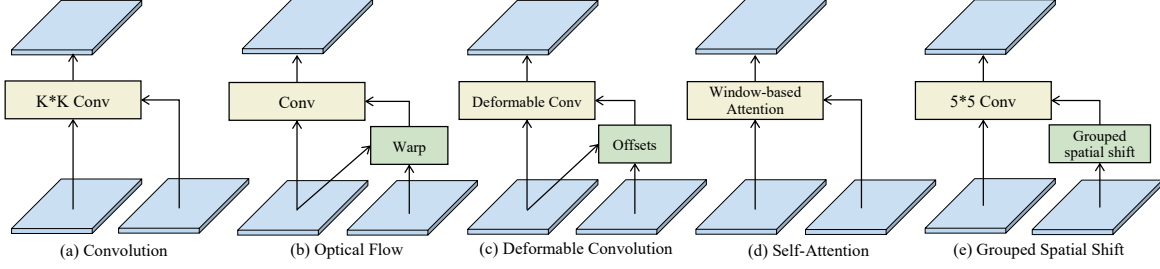 K*K Conv
Conv
Warp
Deformable Conv
Offsets
Window-based
Attention
5*5 Conv
Grouped
spatial shift
(a) Convolution
(b) Optical Flow
(c) Deformable Convolution
(d) Self-Attention
(e) Grouped Spatial Shift